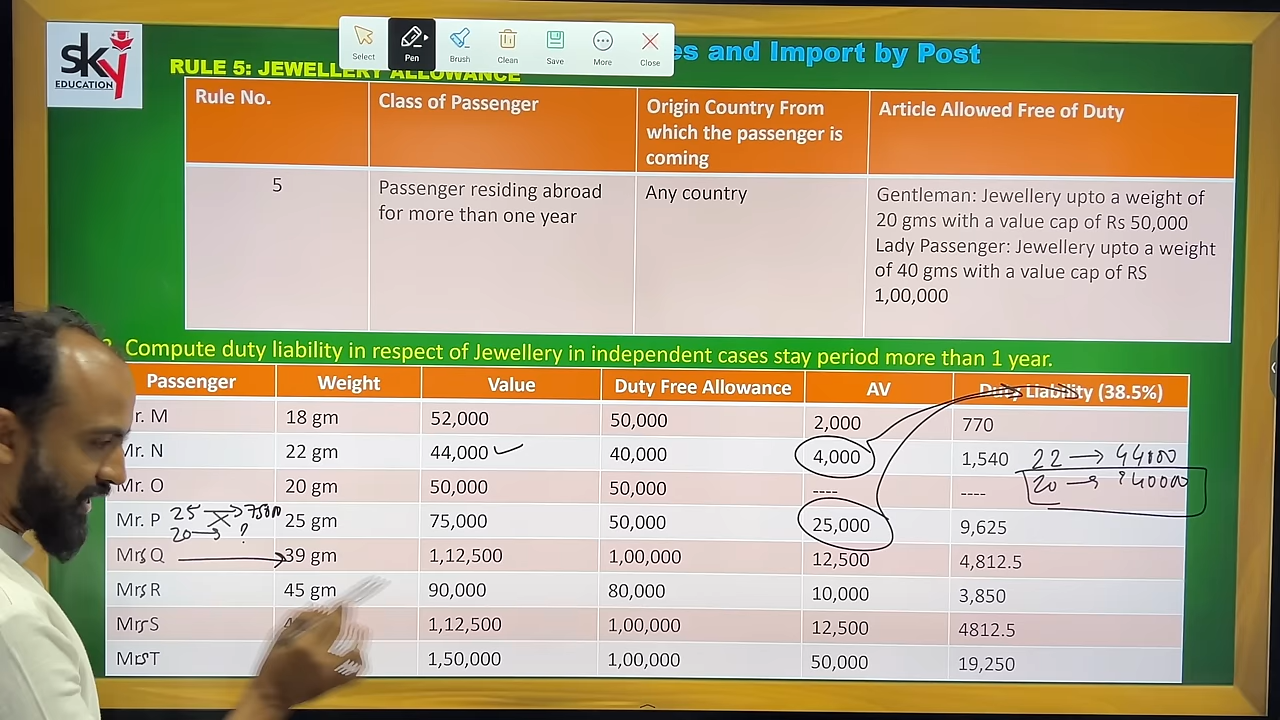 sky
EDUCATION
Select
Pen
Brush
Clean
Save
More
Close
es and Import by Post
RULE 5: JEWELLERY ALLOWANCE
Rule No.
Class of Passenger
Origin Country From
which the passenger is
coming
Article Allowed Free of Duty
5
Passenger residing abroad
for more than one year
Any country
Gentleman: Jewellery upto a weight of
20 gms with a value cap of Rs 50,000
Lady Passenger: Jewellery upto a weight
of 40 gms with a value cap of RS
1,00,000
Compute duty liability in respect of Jewellery in independent cases stay period more than 1 year.
Passenger Weight Value Duty Free Allowance AV Duty Liability (38.5%)
Mr. M 18 gm 52,000 50,000 2,000 770
Mr. N 22 gm 44,000 40,000 4,000 1,540 22 → 44000
Mr. O 20 gm 50,000 50,000 ---- ---- 20 → ?40000
Mr. P 25 → 75000 25 gm 75,000 50,000 25,000 9,625
20 → ?
Mrs Q 39 gm 1,12,500 1,00,000 12,500 4,812.5
Mrs R 45 gm 90,000 80,000 10,000 3,850
Mrs S 1,12,500 1,00,000 12,500 4812.5
Mrs T 1,50,000 1,00,000 50,000 19,250